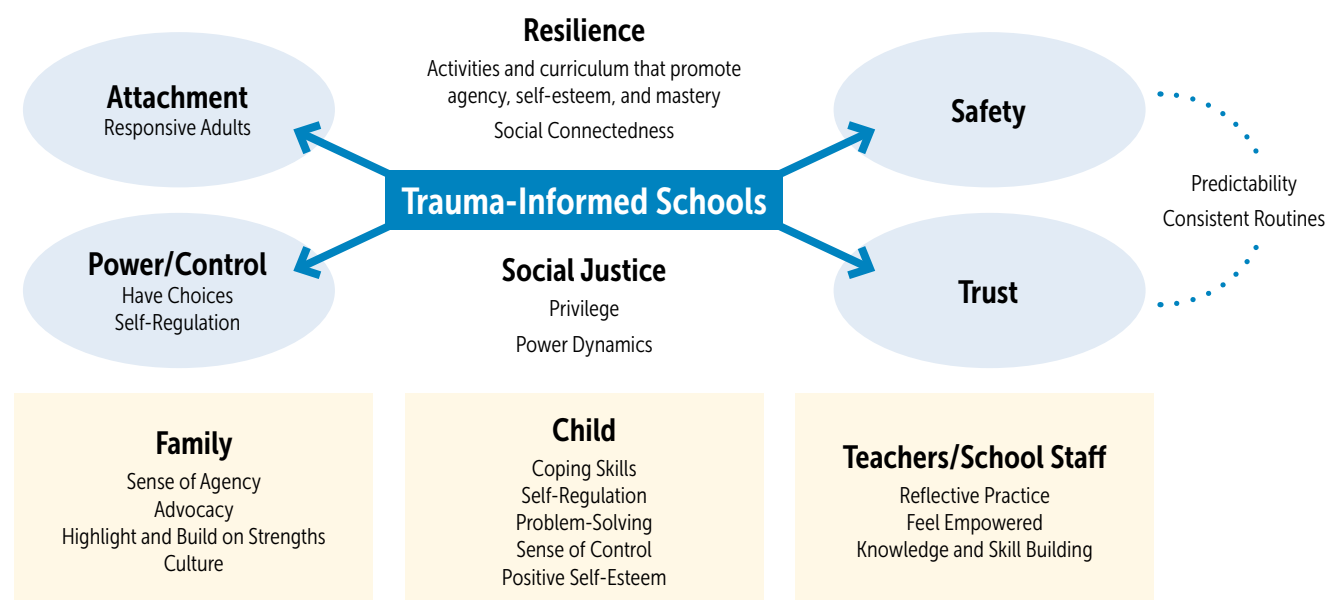 Resilience
Activities and curriculum that promote
agency, self-esteem, and mastery
Social Connectedness
Attachment
Responsive Adults
Safety
Trauma-Informed Schools
Predictability
Consistent Routines
Power/Control
Have Choices
Self-Regulation
Social Justice
Privilege
Power Dynamics
Trust
Family
Sense of Agency
Advocacy
Highlight and Build on Strengths
Culture
Child
Coping Skills
Self-Regulation
Problem-Solving
Sense of Control
Positive Self-Esteem
Teachers/School Staff
Reflective Practice
Feel Empowered
Knowledge and Skill Building